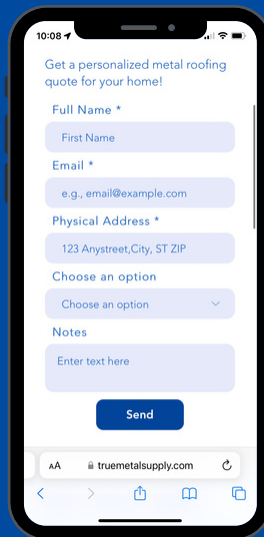 10:08
Get a personalized metal roofing
quote for your home!
Full Name *
First Name
Email *
e.g., email@example.com
Physical Address *
123 Anystreet,City, ST ZIP
Choose an option
Choose an option
Notes
Enter text here
Send
AA truemetalsupply.com